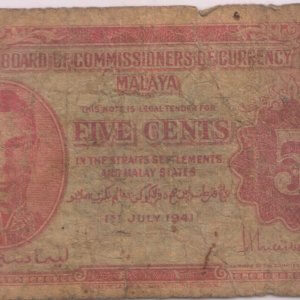 BOARD OF COMMISSIONERS OF CURRENCY
MALAYA
THIS NOTE IS LEGAL TENDER FOR
FIVE CENTS
IN THE STRAITS SETTLEMENTS
AND MALAY STATES
1ST JULY 1941
5